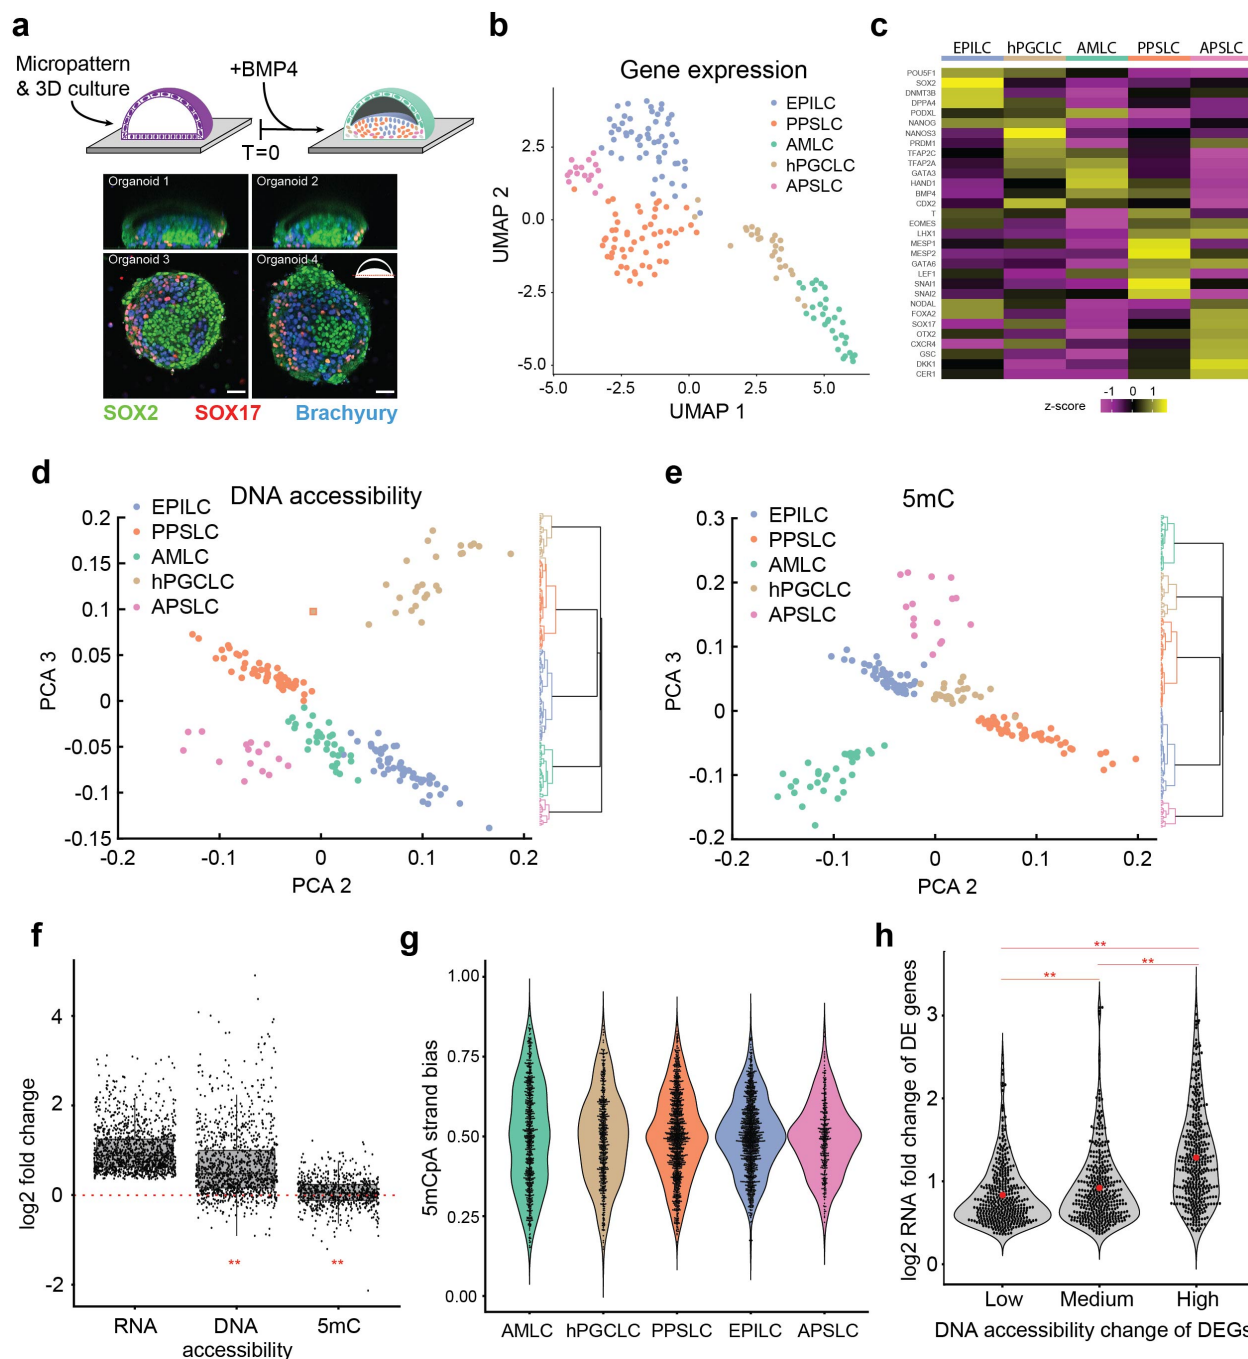 a
Micropattern
& 3D culture
+BMP4
T=0
Organoid 1
Organoid 2
Organoid 3
Organoid 4
SOX2 SOX17 Brachyury
b
Gene expression
EPILC
PPSLC
AMLC
hPGCLC
APSLC
UMAP 2
2.5
0.0
-2.5
-5.0
-5.0 -2.5 0.0 2.5 5.0
UMAP 1
c
EPILC hPGCLC AMLC PPSLC APSLC
POU5F1
SOX2
DNMT3B
DPPA4
PODXL
NANOG
NANOS3
PRDM1
TFAP2C
TFAP2A
GATA3
HAND1
BMP4
CDX2
T
EOMES
LHX1
MESP1
MESP2
GATA6
LEF1
SNAI1
SNAI2
NODAL
FOXA2
SOX17
OTX2
CXCR4
GSC
DKK1
CER1
z-score
-1 0 1
d
DNA accessibility
EPILC
PPSLC
AMLC
hPGCLC
APSLC
PCA 3
0.2
0.15
0.1
0.05
0
-0.05
-0.1
-0.15
-0.2 -0.1 0 0.1 0.2
PCA 2
e
5mC
EPILC
PPSLC
AMLC
hPGCLC
APSLC
PCA 3
0.3
0.2
0.1
0
-0.1
-0.2
-0.2 -0.1 0 0.1 0.2
PCA 2
f
log2 fold change
4
2
0
-2
** **
RNA DNA accessibility 5mC
g
5mCpA strand bias
1.00
0.75
0.50
0.25
0.00
AMLC hPGCLC PPSLC EPILC APSLC
h
log2 RNA fold change of DE genes
3
2
1
0
**
**
**
Low Medium High
DNA accessibility change of DEGs